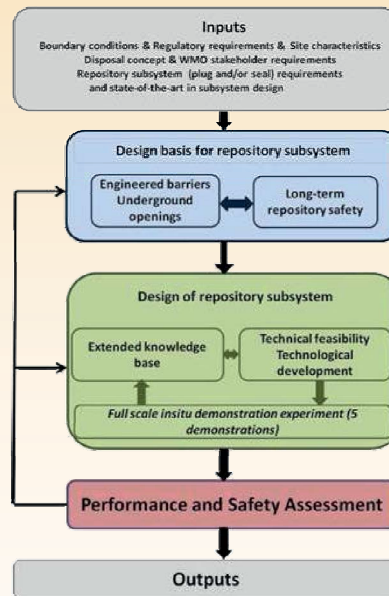 Inputs
Boundary conditions & Regulatory requirements & Site characteristics
Disposal concept & WMO stakeholder requirements
Repository subsystem (plug and/or seal) requirements
and state-of-the-art in subsystem design
Design basis for repository subsystem
Engineered barriers
Underground
openings
Long-term
repository safety
Design of repository subsystem
Extended knowledge
base
Technical feasibility
Technological
development
Full scale insitu demonstration experiment (5
demonstrations)
Performance and Safety Assessment
Outputs